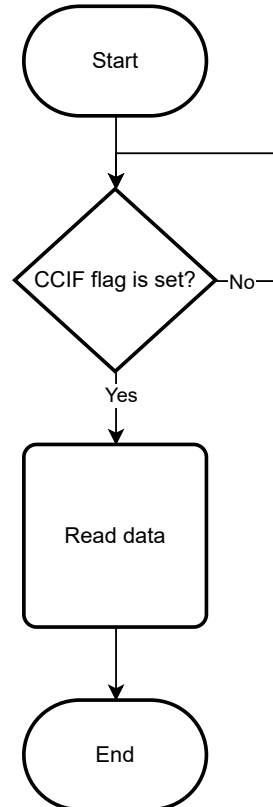 Start
CCIF flag is set?
No
Yes
Read data
End